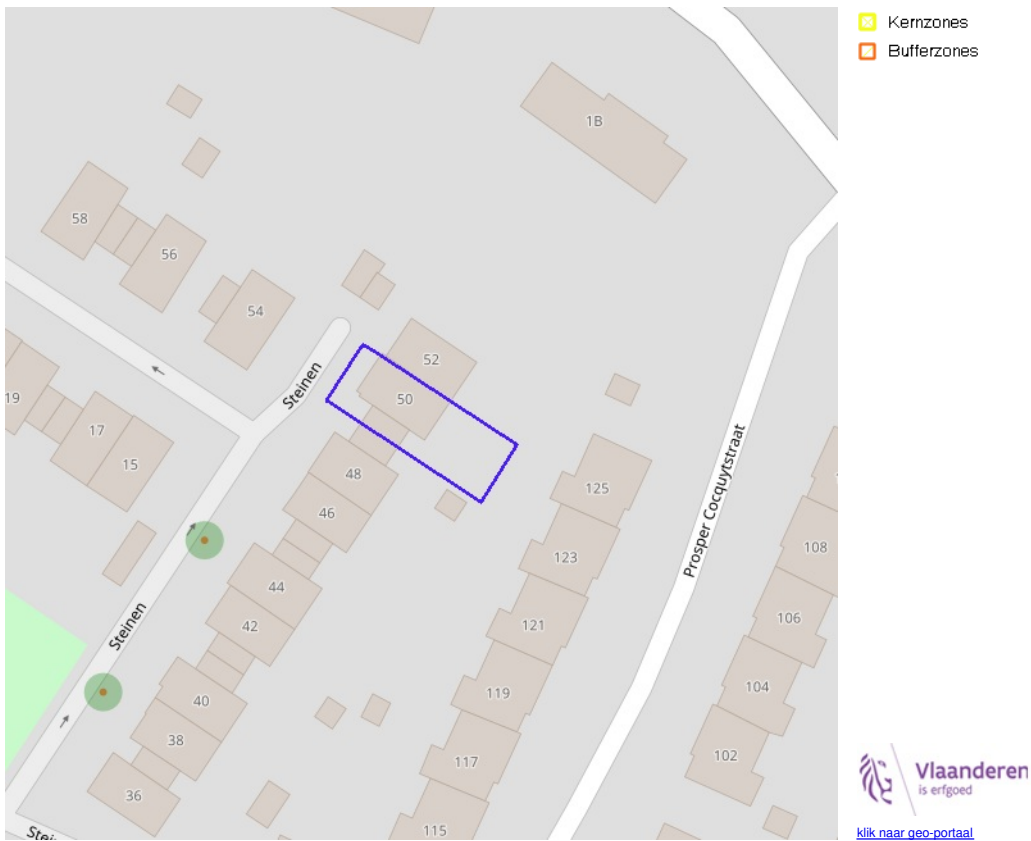 Kernzones
Bufferzones
1B
58
56
54
Steinen
52
50
19
17
15
48
46
125
Prosper Cocquytstraat
44
123
108
42
121
106
Steinen
40
119
104
38
117
102
36
115
Stei
Vlaanderen
is erfgoed
klik naar geo-portaal